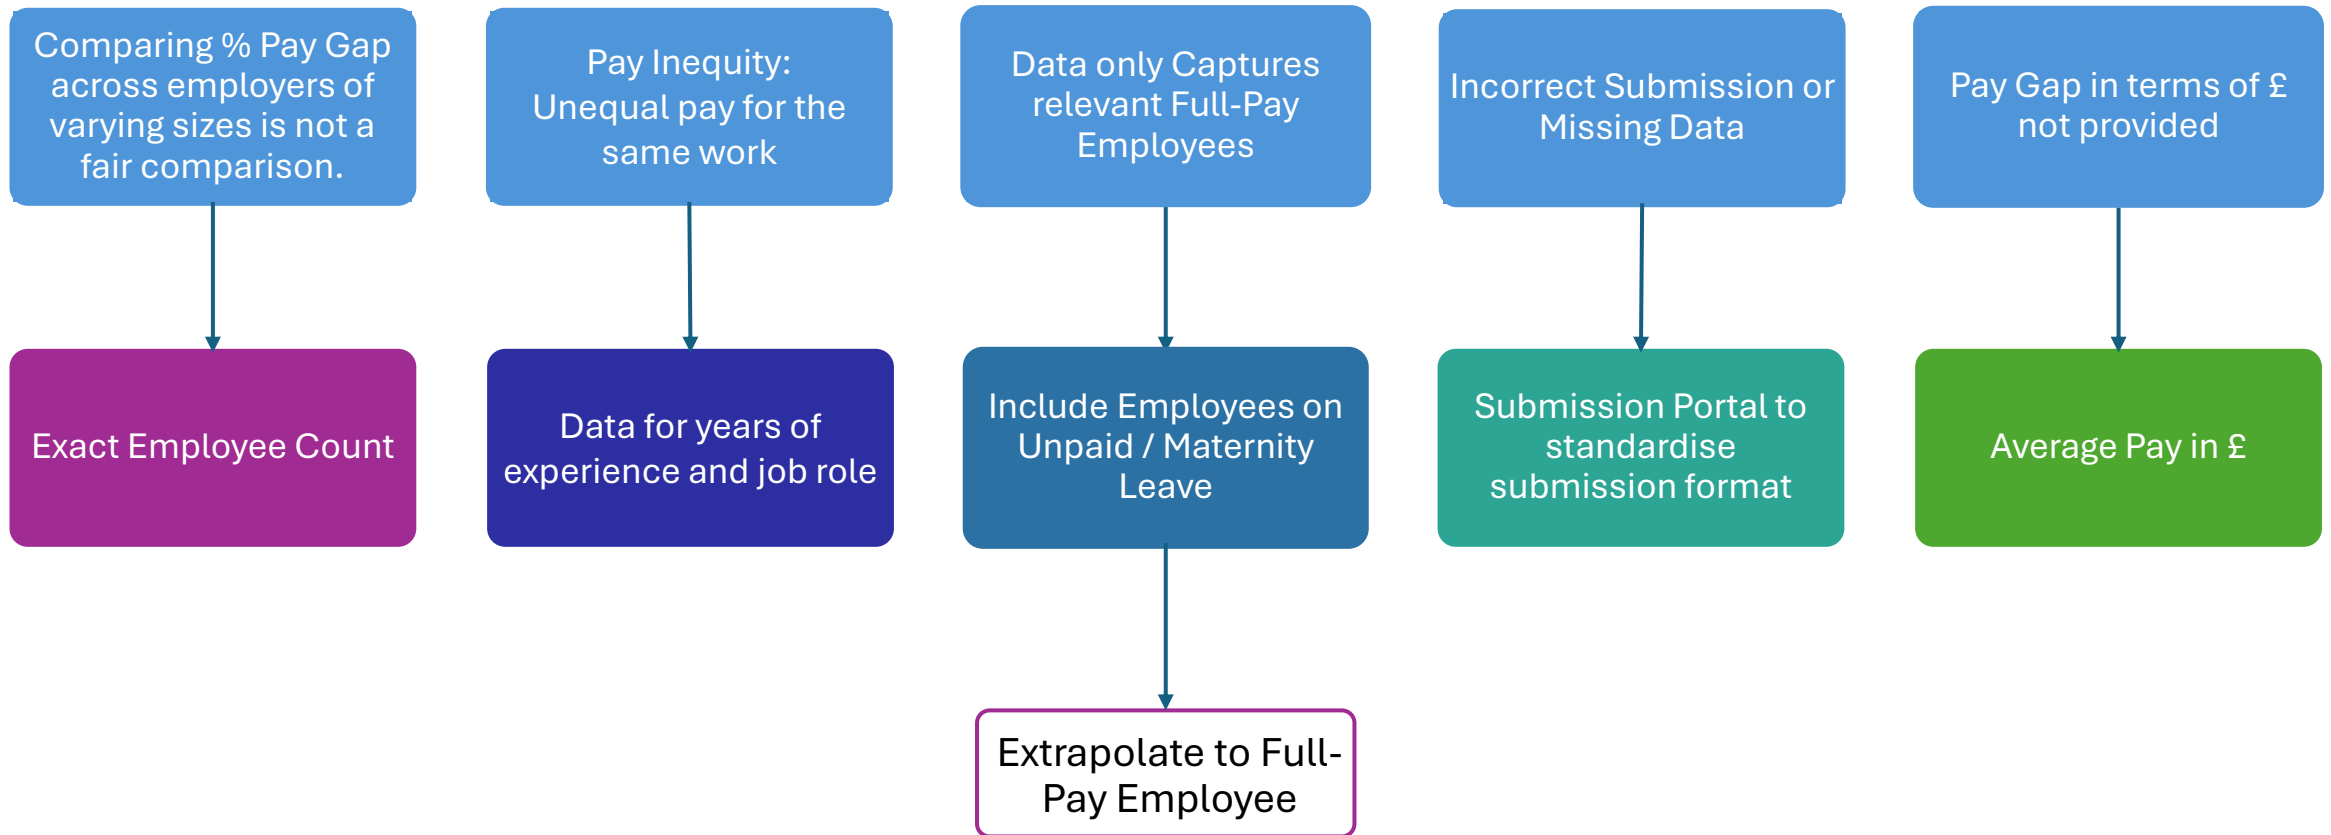 Comparing % Pay Gap
across employers of
varying sizes is not a
fair comparison.
Pay Inequity:
Unequal pay for the
same work
Data only Captures
relevant Full-Pay
Employees
Incorrect Submission or
Missing Data
Pay Gap in terms of £
not provided
Exact Employee Count
Data for years of
experience and job role
Include Employees on
Unpaid / Maternity
Leave
Submission Portal to
standardise
submission format
Average Pay in £
Extrapolate to Full-
Pay Employee